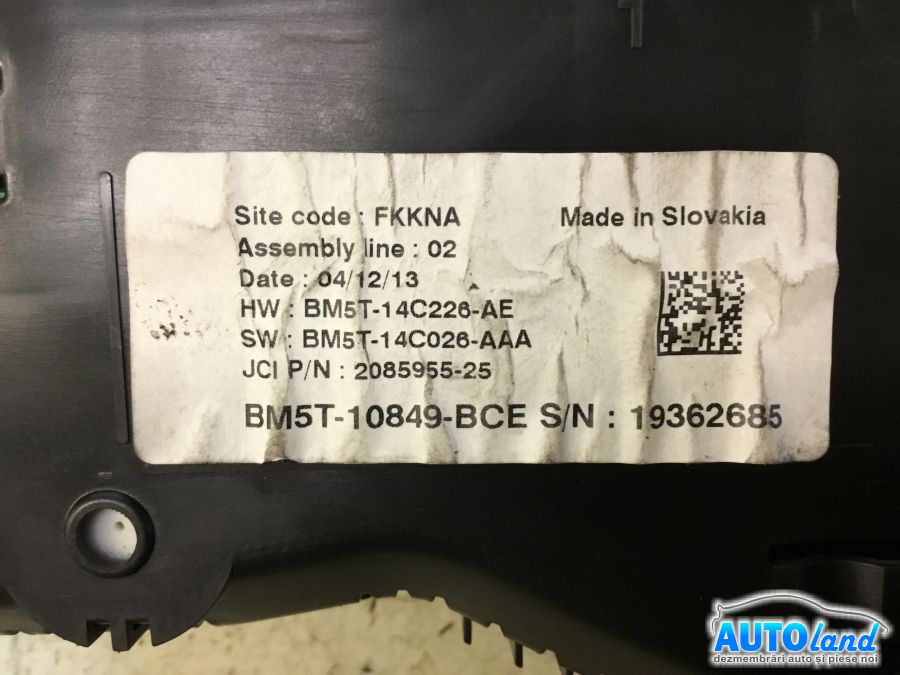 Site code : FKKNA
Made in Slovakia
Assembly line : 02
Date : 04/12/13
HW : BM5T-14C226-AE
SW : BM5T-14C026-AAA
JCI P/N : 2085955-25
BM5T-10849-BCE S/N : 19362685
AUTOland
dezmembrări auto și piese noi